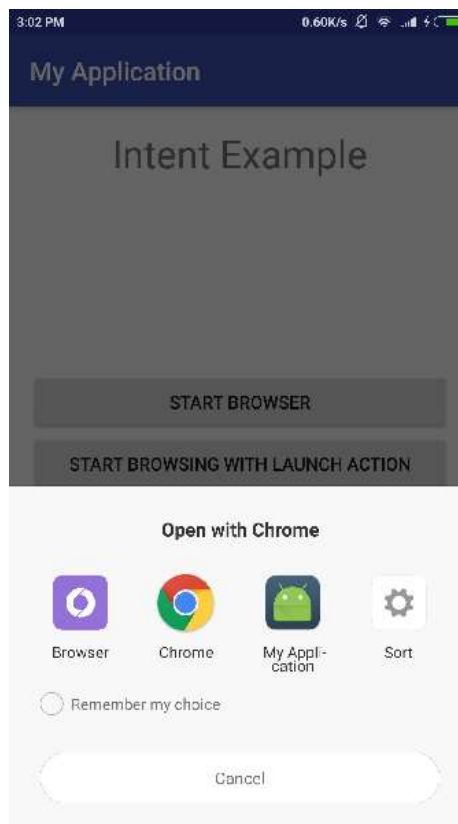 3:02 PM 0.60K/s
My Application
Intent Example
START BROWSER
START BROWSING WITH LAUNCH ACTION
Open with Chrome
Browser Chrome My Appli- Sort
cation
Remember my choice
Cancel